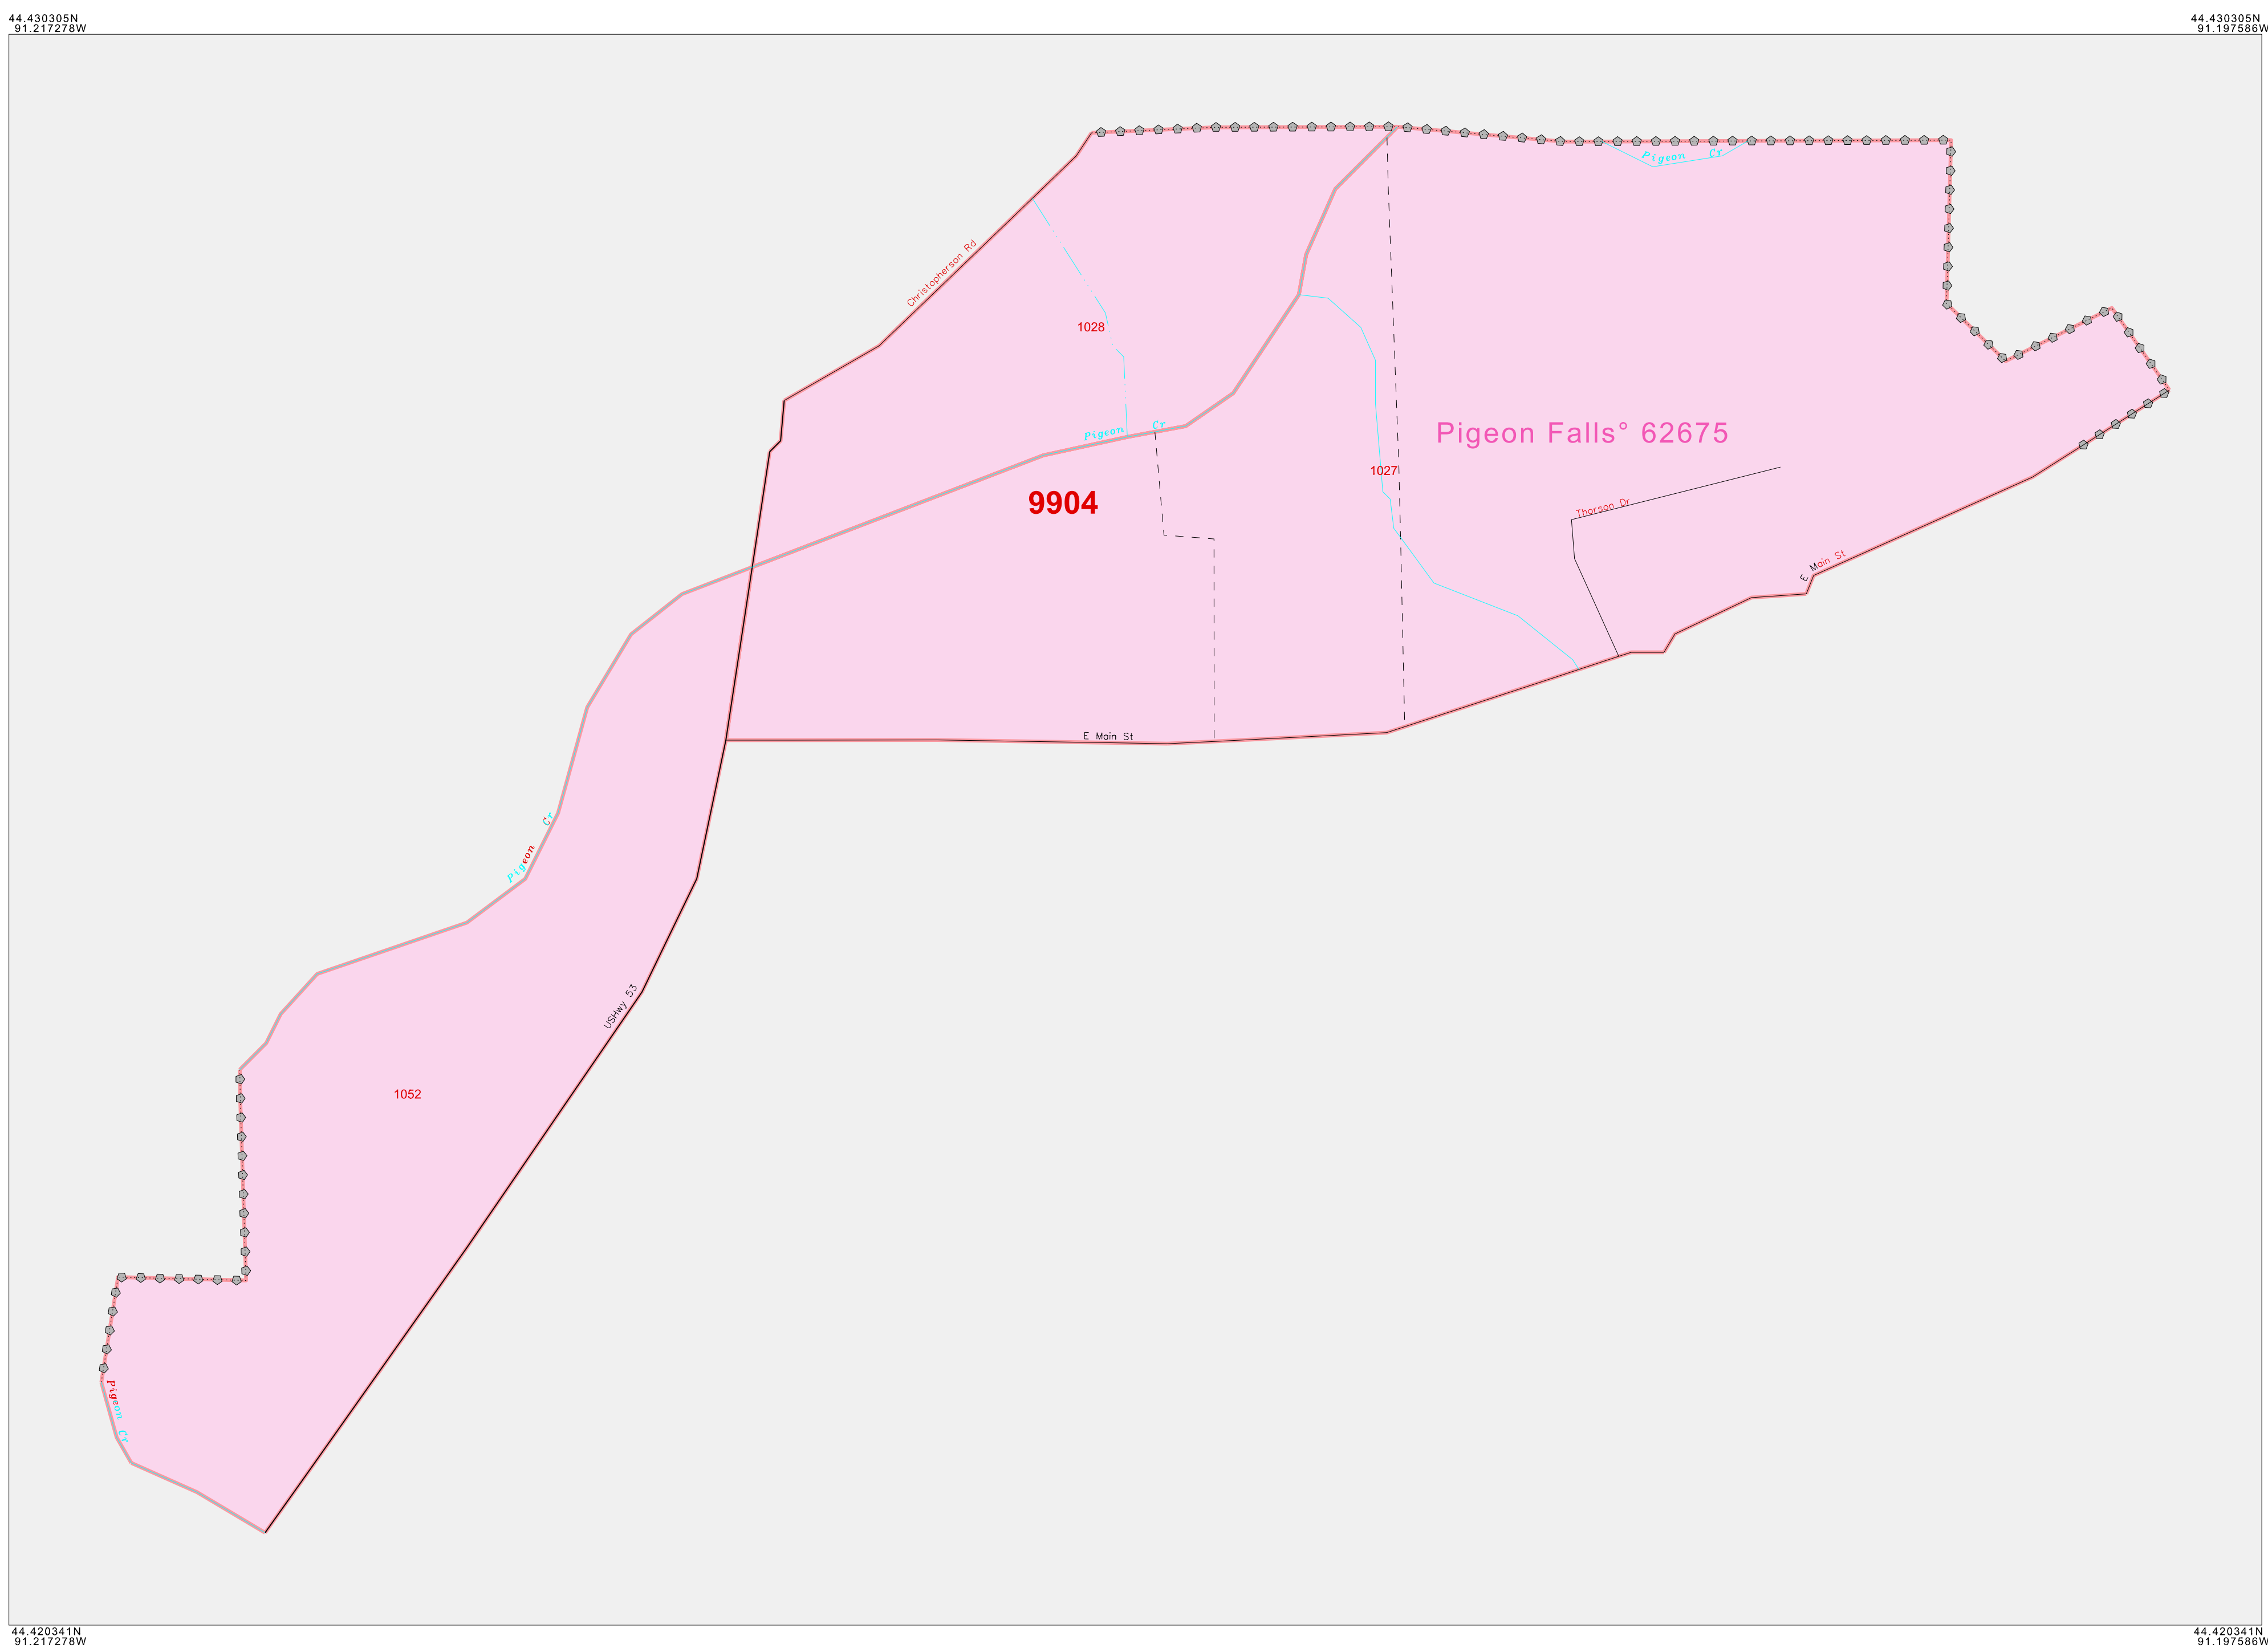 44.430305N
91.217278W
44.430305N
91.197586W
Pigeon Cr
Christopherson Rd
1028
Pigeon Cr
Pigeon Falls° 62675
1027
9904
Thorson Dr
E Main St
E Main St
Pigeon Cr
USHwy 53
1052
Pigeon Cr
44.420341N
91.217278W
44.420341N
91.197586W